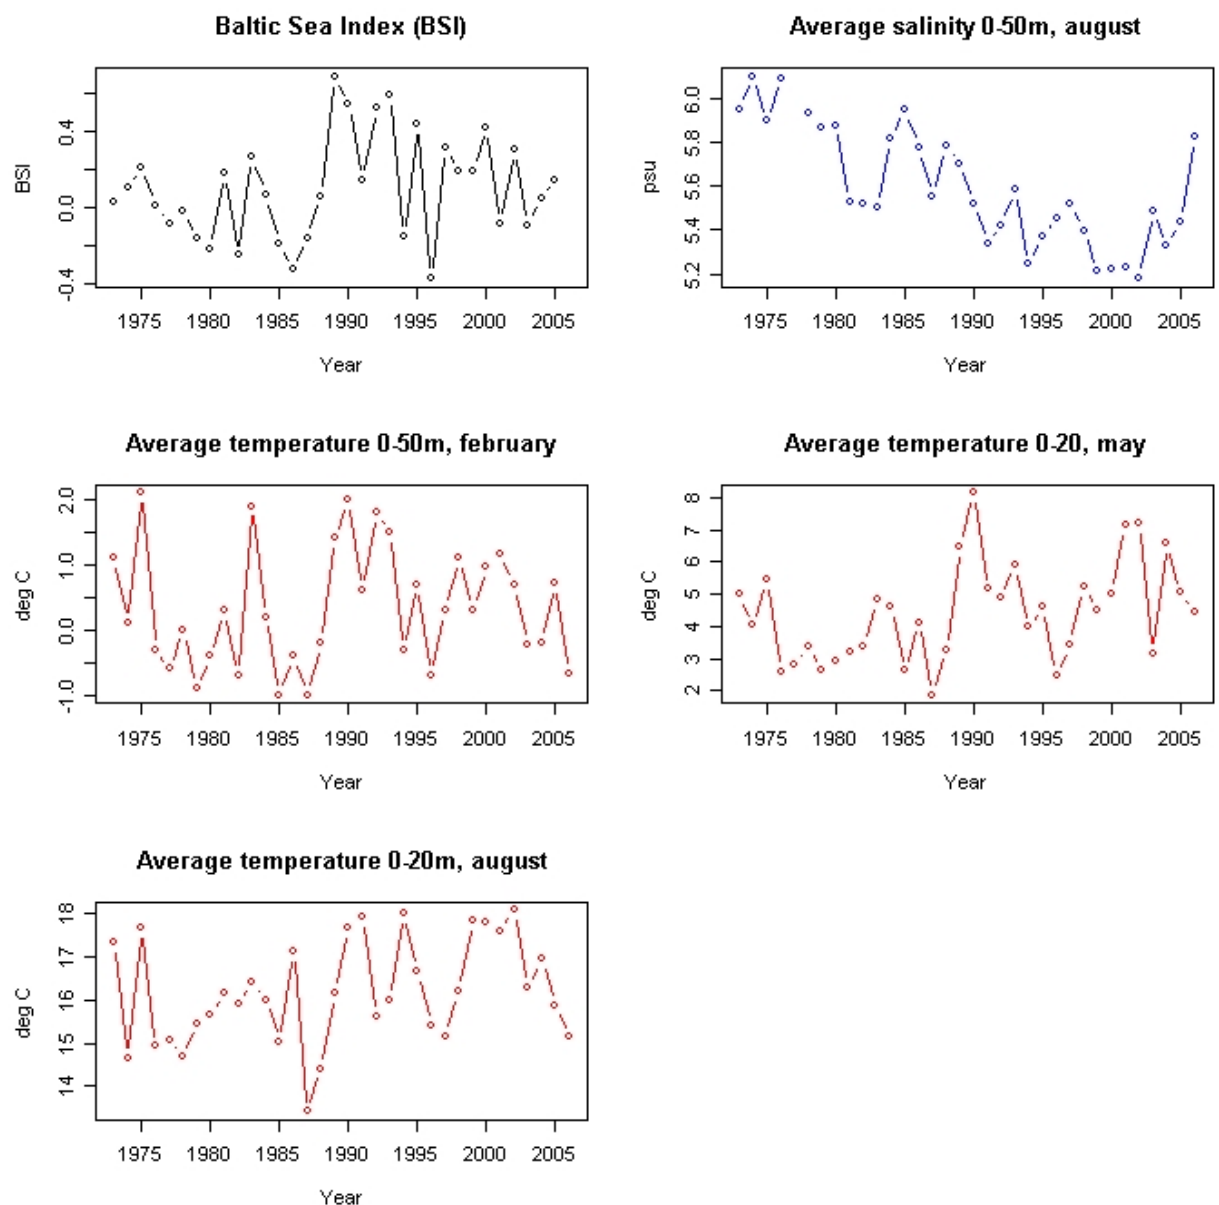 Baltic Sea Index (BSI)
BSI
0.4
0.0
-0.4
1975 1980 1985 1990 1995 2000 2005
Year
Average salinity 0-50m, august
psu
6.0
5.8
5.6
5.4
5.2
1975 1980 1985 1990 1995 2000 2005
Year
Average temperature 0-50m, february
deg C
2.0
1.0
0.0
-1.0
1975 1980 1985 1990 1995 2000 2005
Year
Average temperature 0-20, may
deg C
8
7
6
5
4
3
2
1975 1980 1985 1990 1995 2000 2005
Year
Average temperature 0-20m, august
deg C
18
17
16
15
14
1975 1980 1985 1990 1995 2000 2005
Year